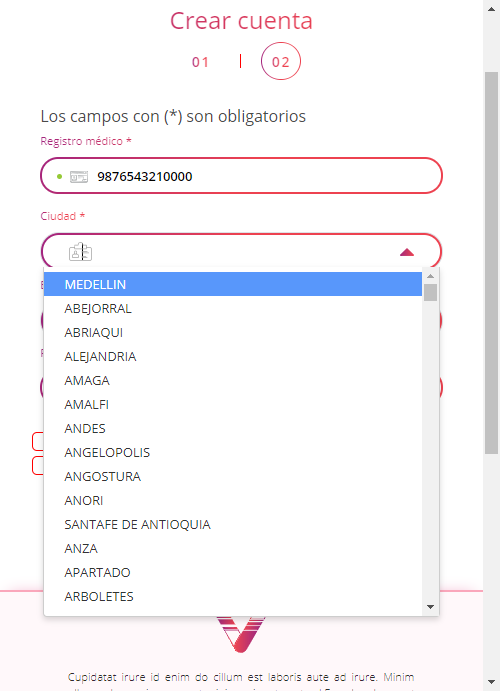 Crear cuenta
01 | 02
Los campos con (*) son obligatorios
Registro médico *
9876543210000
Ciudad *
MEDELLIN
ABEJORRAL
ABRIAQUI
ALEJANDRIA
AMAGA
AMALFI
ANDES
ANGELOPOLIS
ANGOSTURA
ANORI
SANTAFE DE ANTIOQUIA
ANZA
APARTADO
ARBOLETES
Cupidatat irure id enim do cillum est laboris aute ad irure. Minim